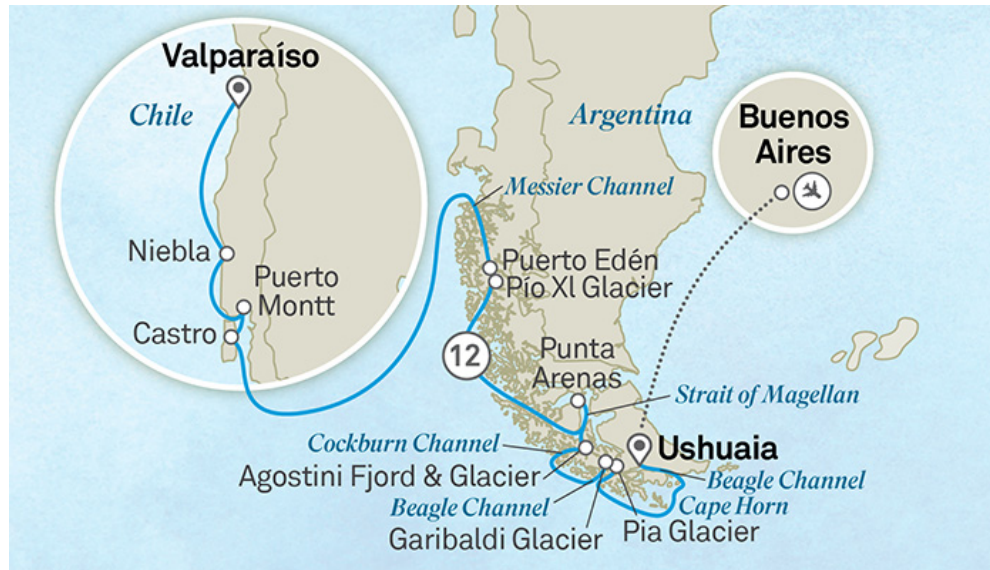 Valparaíso
Chile
Niebla
Puerto
Montt
Castro
Argentina
Buenos
Aires
Messier Channel
Puerto Edén
Pío Xl Glacier
12
Punta
Arenas
Strait of Magellan
Cockburn Channel
Ushuaia
Agostini Fjord & Glacier
Beagle Channel
Beagle Channel
Cape Horn
Garibaldi Glacier
Pia Glacier